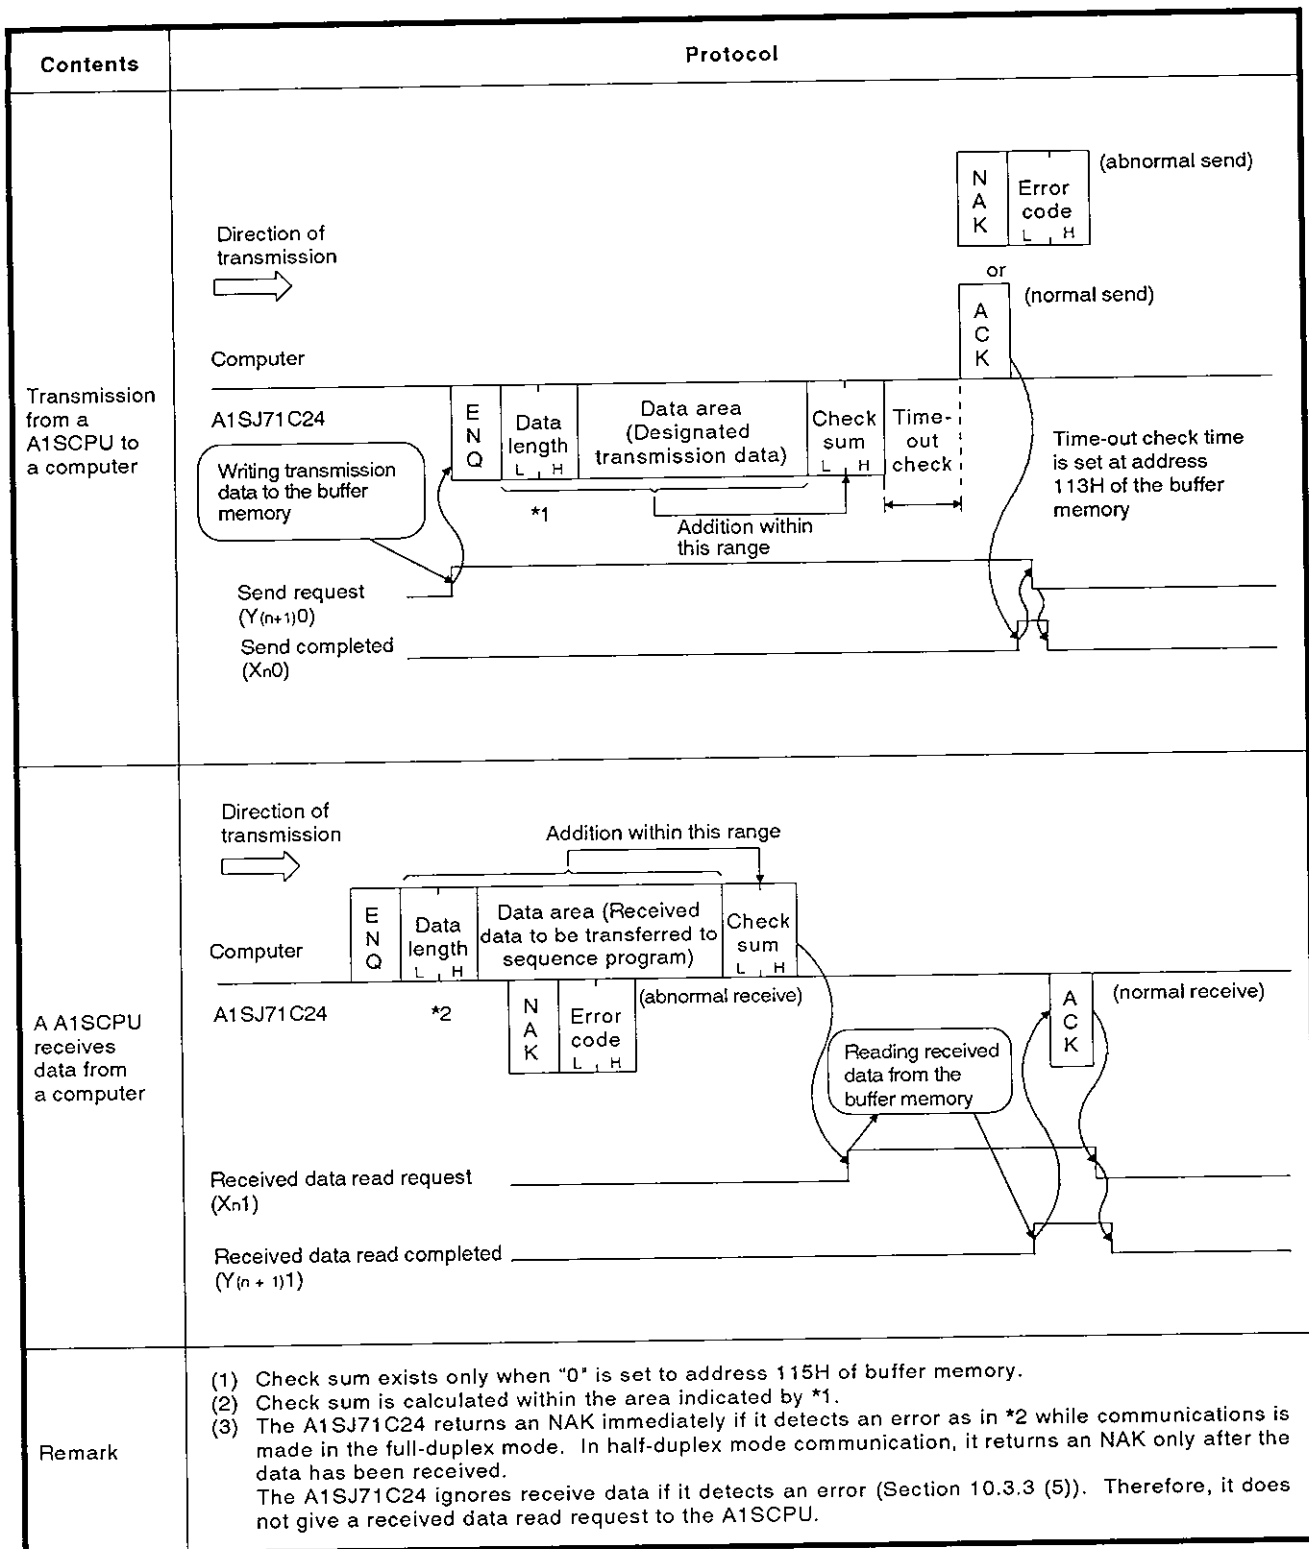 Contents
Protocol
Transmission
from a
A1SCPU to
a computer
Direction of
transmission
N
A
K
Error
code
L H
(abnormal send)
or
A
C
K
(normal send)
Computer
A1SJ71C24
E
N
Q
Data
length
L H
Data area
(Designated
transmission data)
Check
sum
L H
Time-
out
check
Time-out check time
is set at address
113H of the buffer
memory
Writing transmission
data to the buffer
memory
*1
Addition within
this range
Send request
(Y(n+1)0)
Send completed
(Xn0)
A A1SCPU
receives
data from
a computer
Direction of
transmission
Addition within this range
Computer
E
N
Q
Data
length
L H
Data area (Received
data to be transferred to
sequence program)
Check
sum
L H
A1SJ71C24
*2
N
A
K
Error
code
L H
(abnormal receive)
A
C
K
(normal receive)
Reading received
data from the
buffer memory
Received data read request
(Xn1)
Received data read completed
(Y(n + 1)1)
Remark
(1) Check sum exists only when "0" is set to address 115H of buffer memory.
(2) Check sum is calculated within the area indicated by *1.
(3) The A1SJ71C24 returns an NAK immediately if it detects an error as in *2 while communications is
made in the full-duplex mode. In half-duplex mode communication, it returns an NAK only after the
data has been received.
The A1SJ71C24 ignores receive data if it detects an error (Section 10.3.3 (5)). Therefore, it does
not give a received data read request to the A1SCPU.